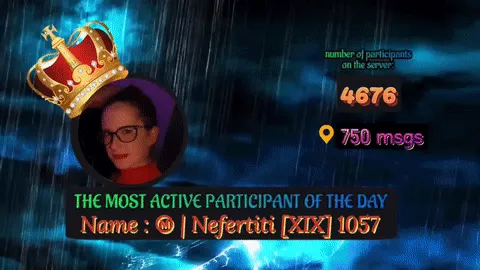 number of participants
on the server:
4676
750 msgs
THE MOST ACTIVE PARTICIPANT OF THE DAY
Name : Ⓜ | Nefertiti [XIX] 1057